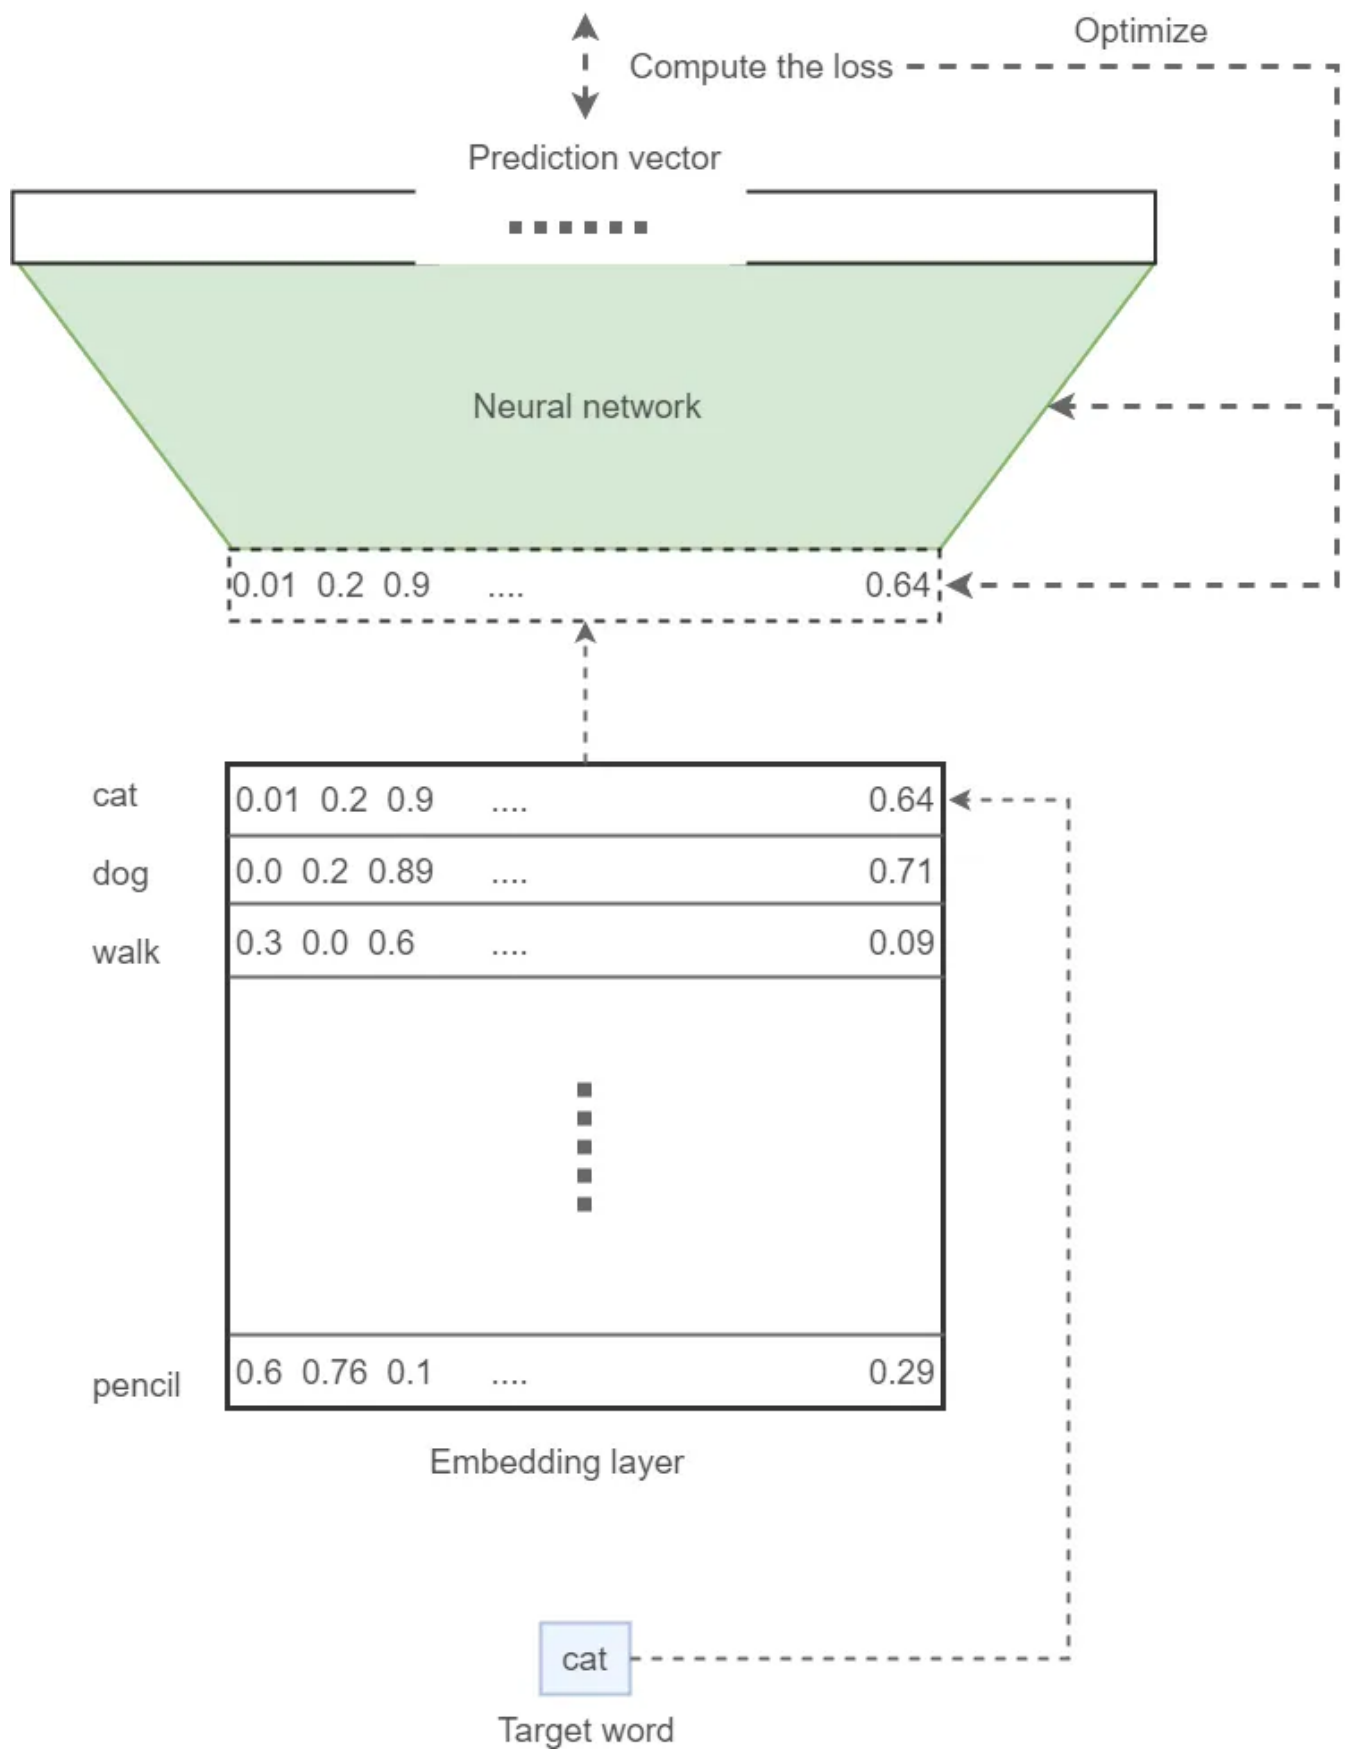 Optimize
Compute the loss
Prediction vector
Neural network
0.01 0.2 0.9 .... 0.64
cat 0.01 0.2 0.9 .... 0.64
dog 0.0 0.2 0.89 .... 0.71
walk 0.3 0.0 0.6 .... 0.09
pencil 0.6 0.76 0.1 .... 0.29
Embedding layer
cat
Target word